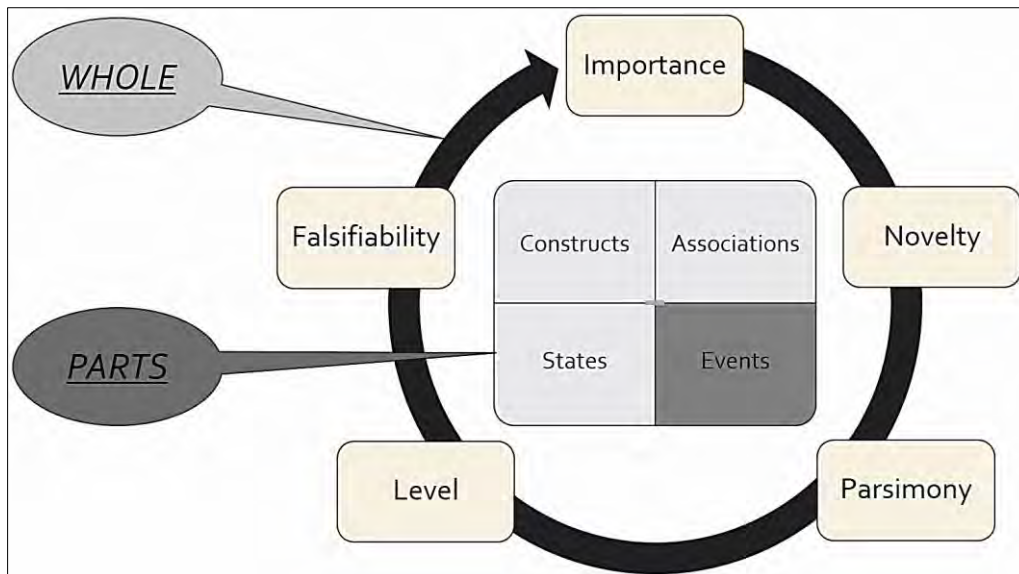 WHOLE
Importance
Falsifiability
Constructs
Associations
Novelty
PARTS
States
Events
Level
Parsimony